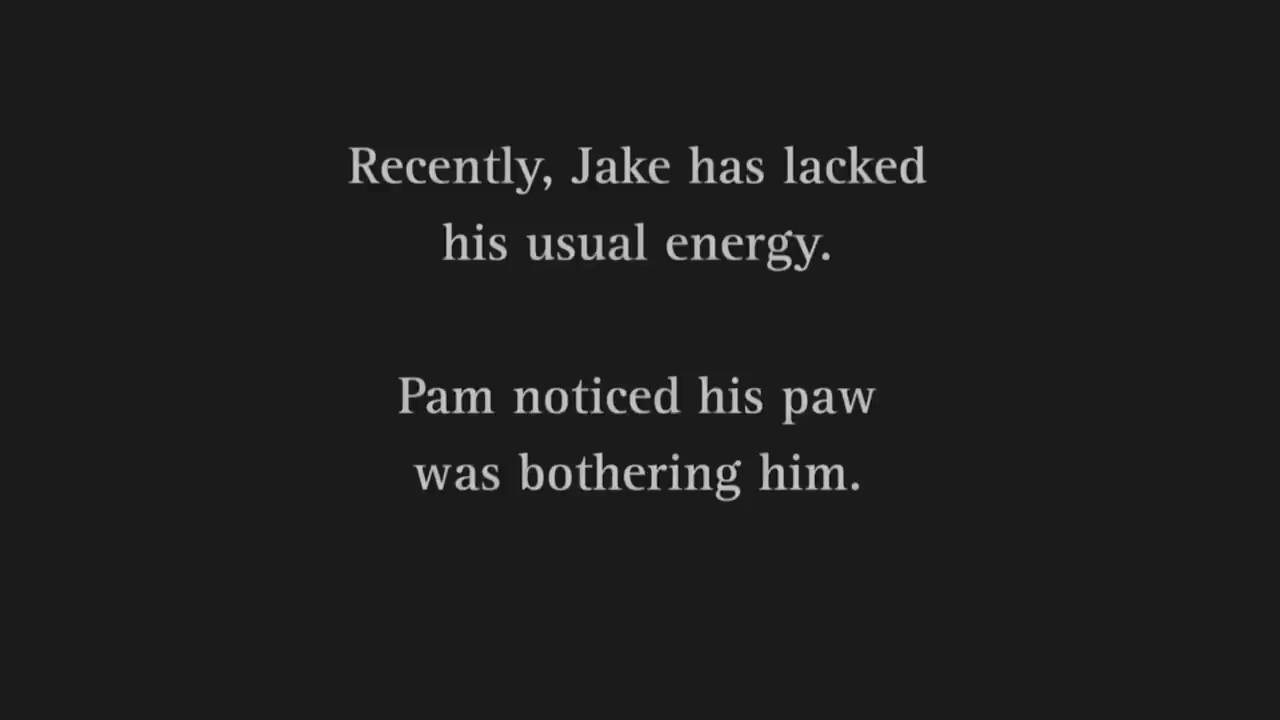 Recently, Jake has lacked
his usual energy.
Pam noticed his paw
was bothering him.